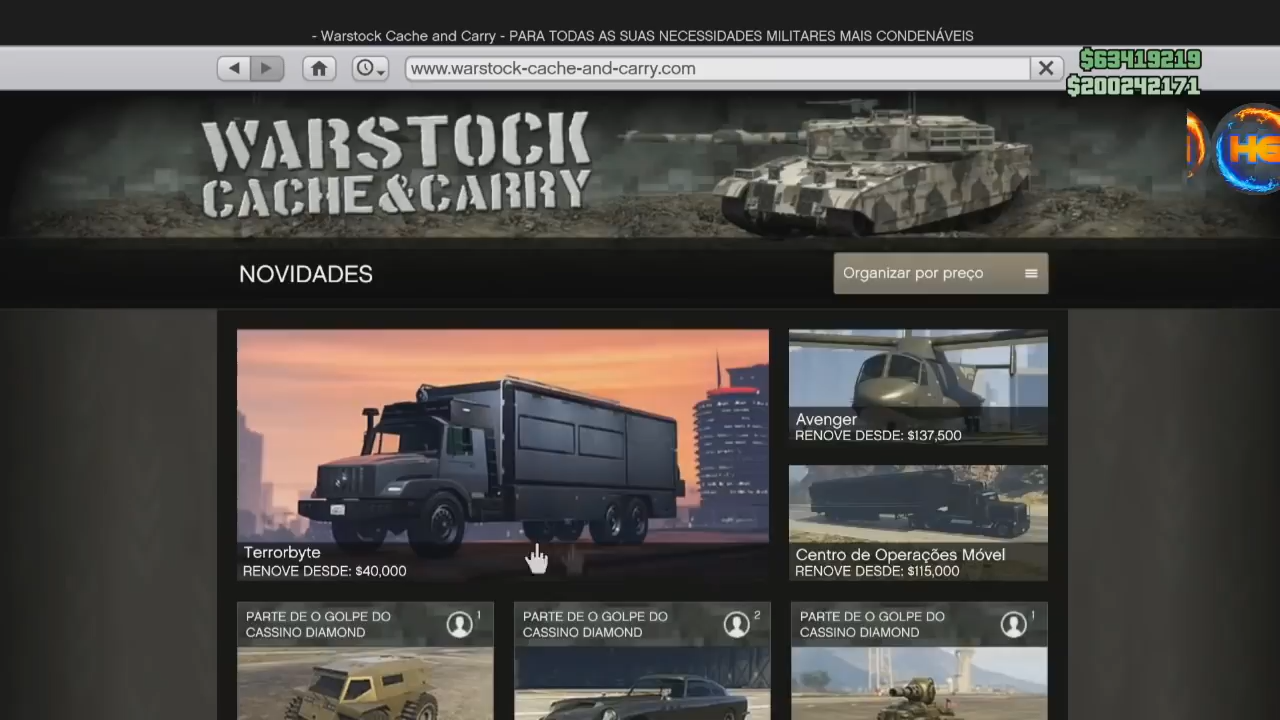 - Warstock Cache and Carry - PARA TODAS AS SUAS NECESSIDADES MILITARES MAIS CONDENÁVEIS
www.warstock-cache-and-carry.com
$63419219
$200242171
WARSTOCK
CACHE&CARRY
HG
NOVIDADES
Organizar por preço
Terrorbyte
RENOVE DESDE: $40,000
Avenger
RENOVE DESDE: $137,500
Centro de Operações Móvel
RENOVE DESDE: $115,000
PARTE DE O GOLPE DO
CASSINO DIAMOND
1
PARTE DE O GOLPE DO
CASSINO DIAMOND
2
PARTE DE O GOLPE DO
CASSINO DIAMOND
1